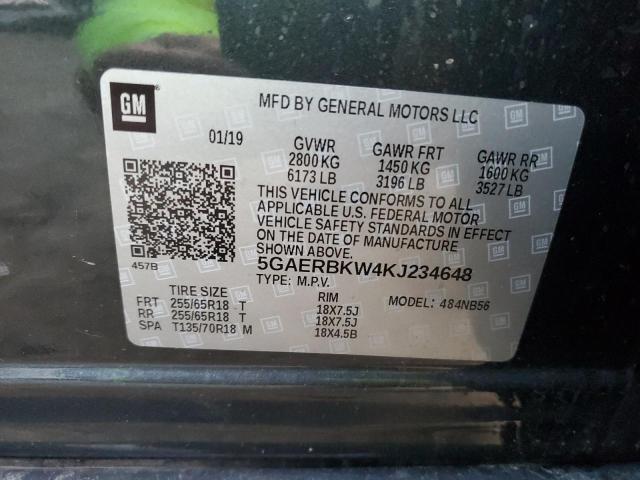 GM
MFD BY GENERAL MOTORS LLC
01/19 GVWR GAWR FRT GAWR RR
2800 KG 1450 KG 1600 KG
6173 LB 3196 LB 3527 LB
THIS VEHICLE CONFORMS TO ALL
APPLICABLE U.S. FEDERAL MOTOR
VEHICLE SAFETY STANDARDS IN EFFECT
ON THE DATE OF MANUFACTURE
SHOWN ABOVE.
457B 5GAERBKW4KJ234648
TYPE: M.P.V. MODEL: 484NB56
TIRE SIZE RIM
FRT 255/65R18 T 18X7.5J
RR 255/65R18 T 18X7.5J
SPA T135/70R18 M 18X4.5B